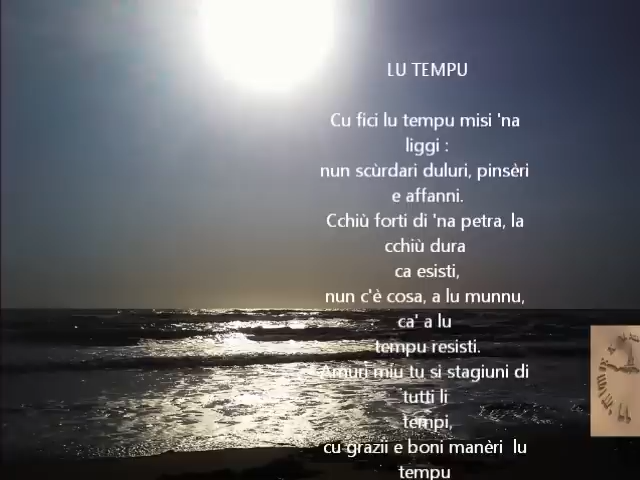 LU TEMPU
Cu fici lu tempu misi 'na
liggi :
nun scùrdari duluri, pinsèri
e affanni.
Cchiù forti di 'na petra, la
cchiù dura
ca esisti,
nun c'è cosa, a lu munnu,
ca' a lu
tempu resisti.
Amuri miu tu si stagiuni di
tutti li
tempi,
cu grazii e boni manèri lu
tempu